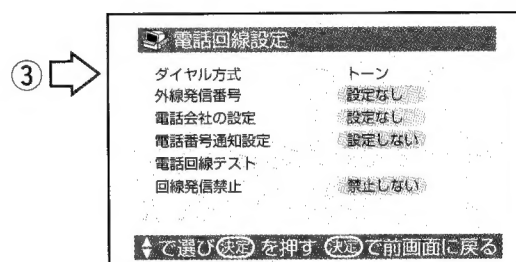 電話回線設定
③
ダイヤル方式 トーン
外線発信番号 設定なし
電話会社の設定 設定なし
電話番号通知設定 設定しない
電話回線テスト
回線発信禁止 禁止しない
で選び 決定 を押す 決定 で前画面に戻る